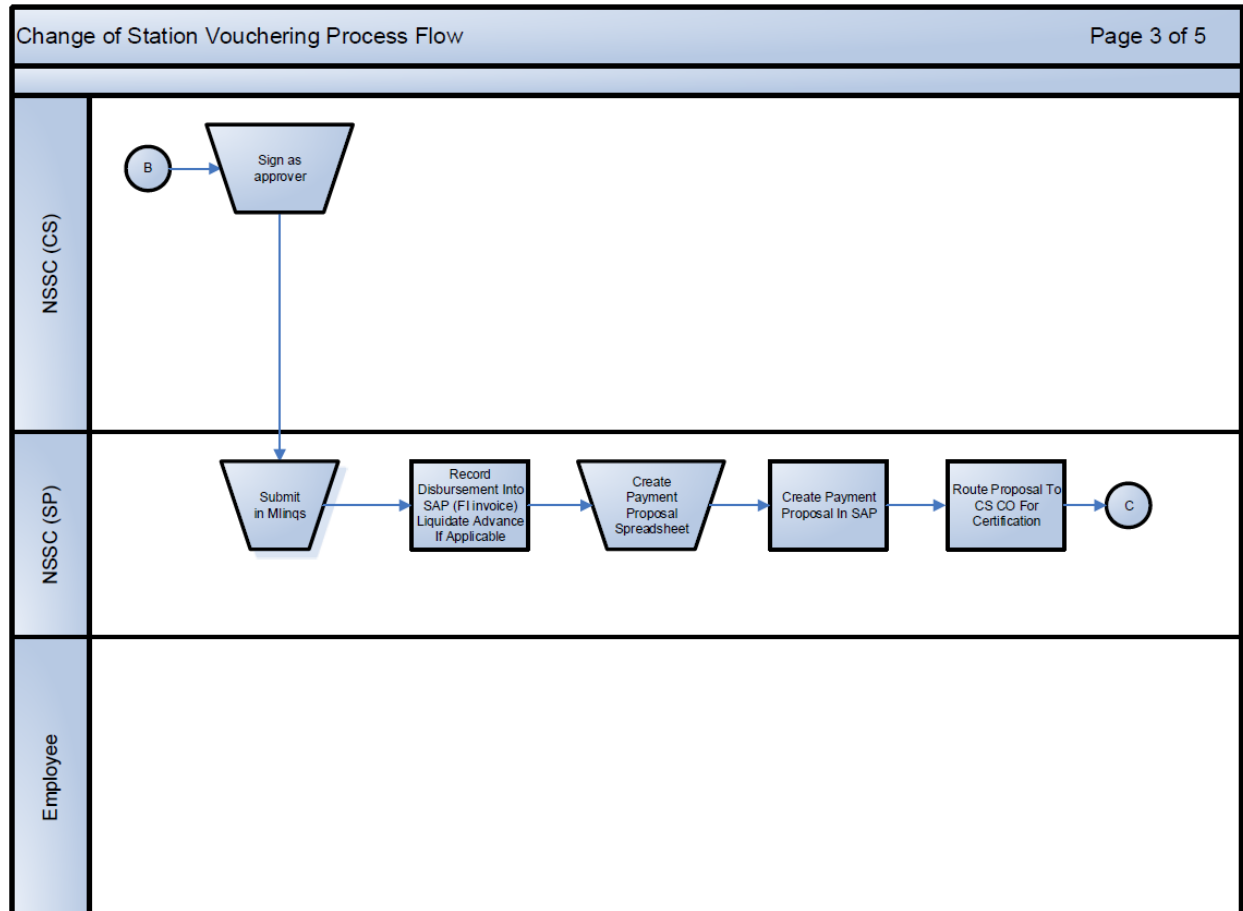 Change of Station Vouchering Process Flow
Page 3 of 5
NSSC (CS)
B
Sign as
approver
NSSC (SP)
Submit
in Mlinqs
Record
Disbursement Into
SAP (FI invoice)
Liquidate Advance
If Applicable
Create
Payment
Proposal
Spreadsheet
Create Payment
Proposal In SAP
Route Proposal To
CS CO For
Certification
C
Employee